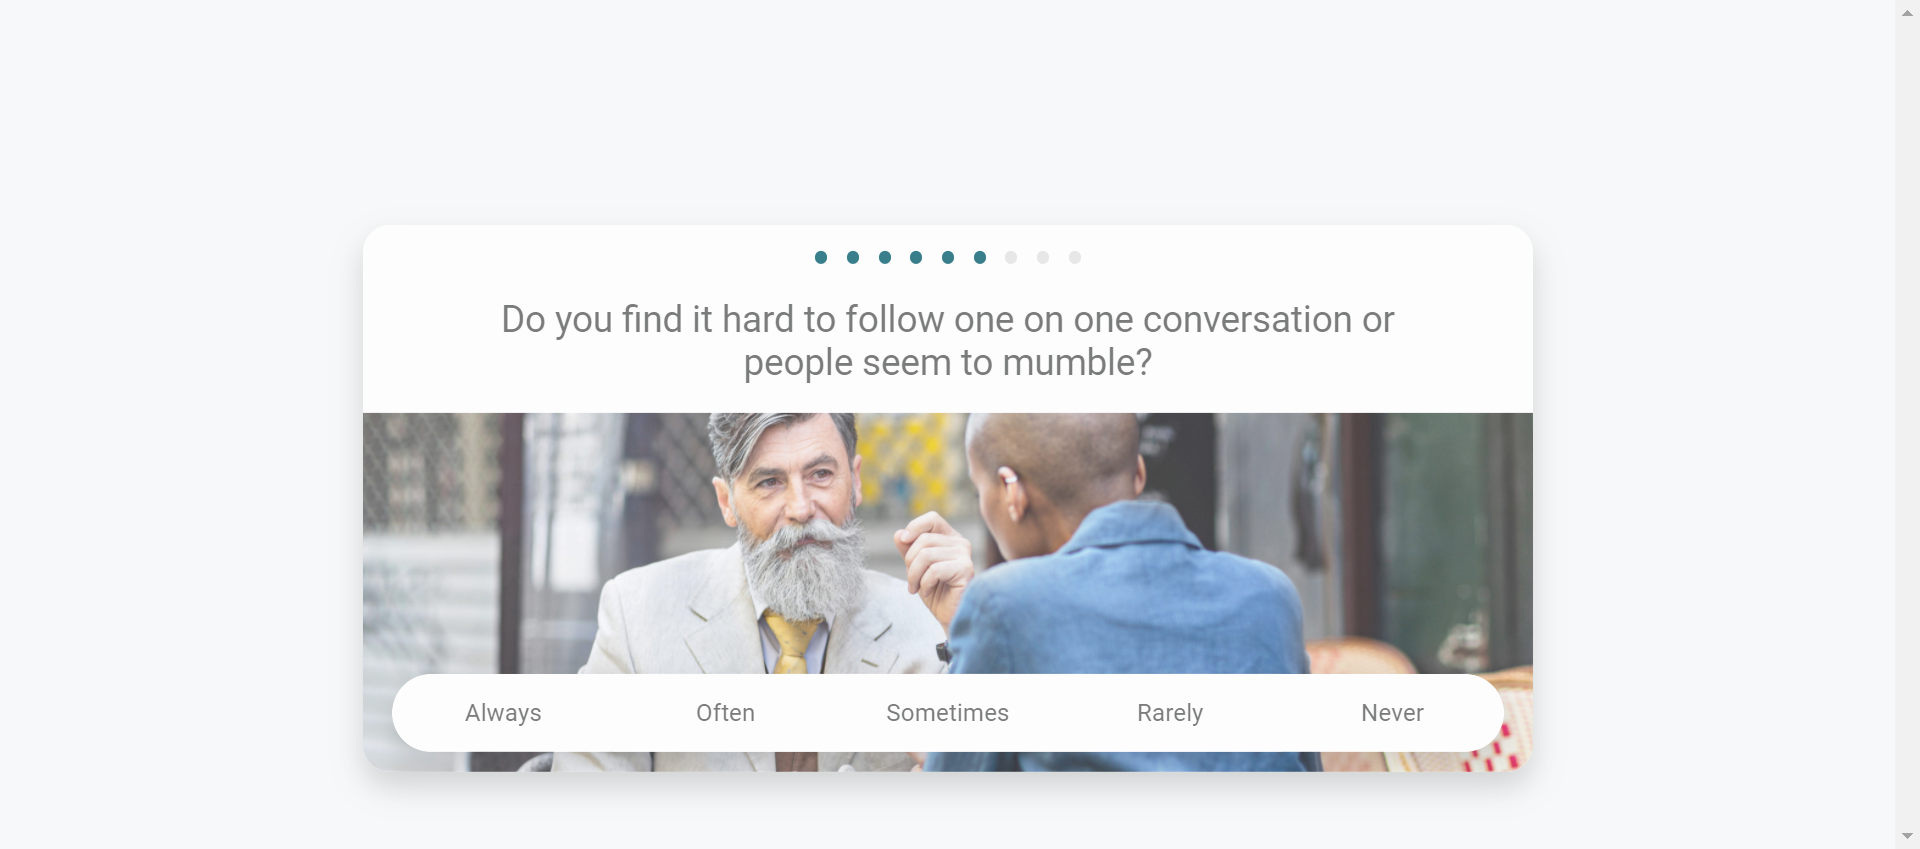 Do you find it hard to follow one on one conversation or
people seem to mumble?
Always Often Sometimes Rarely Never